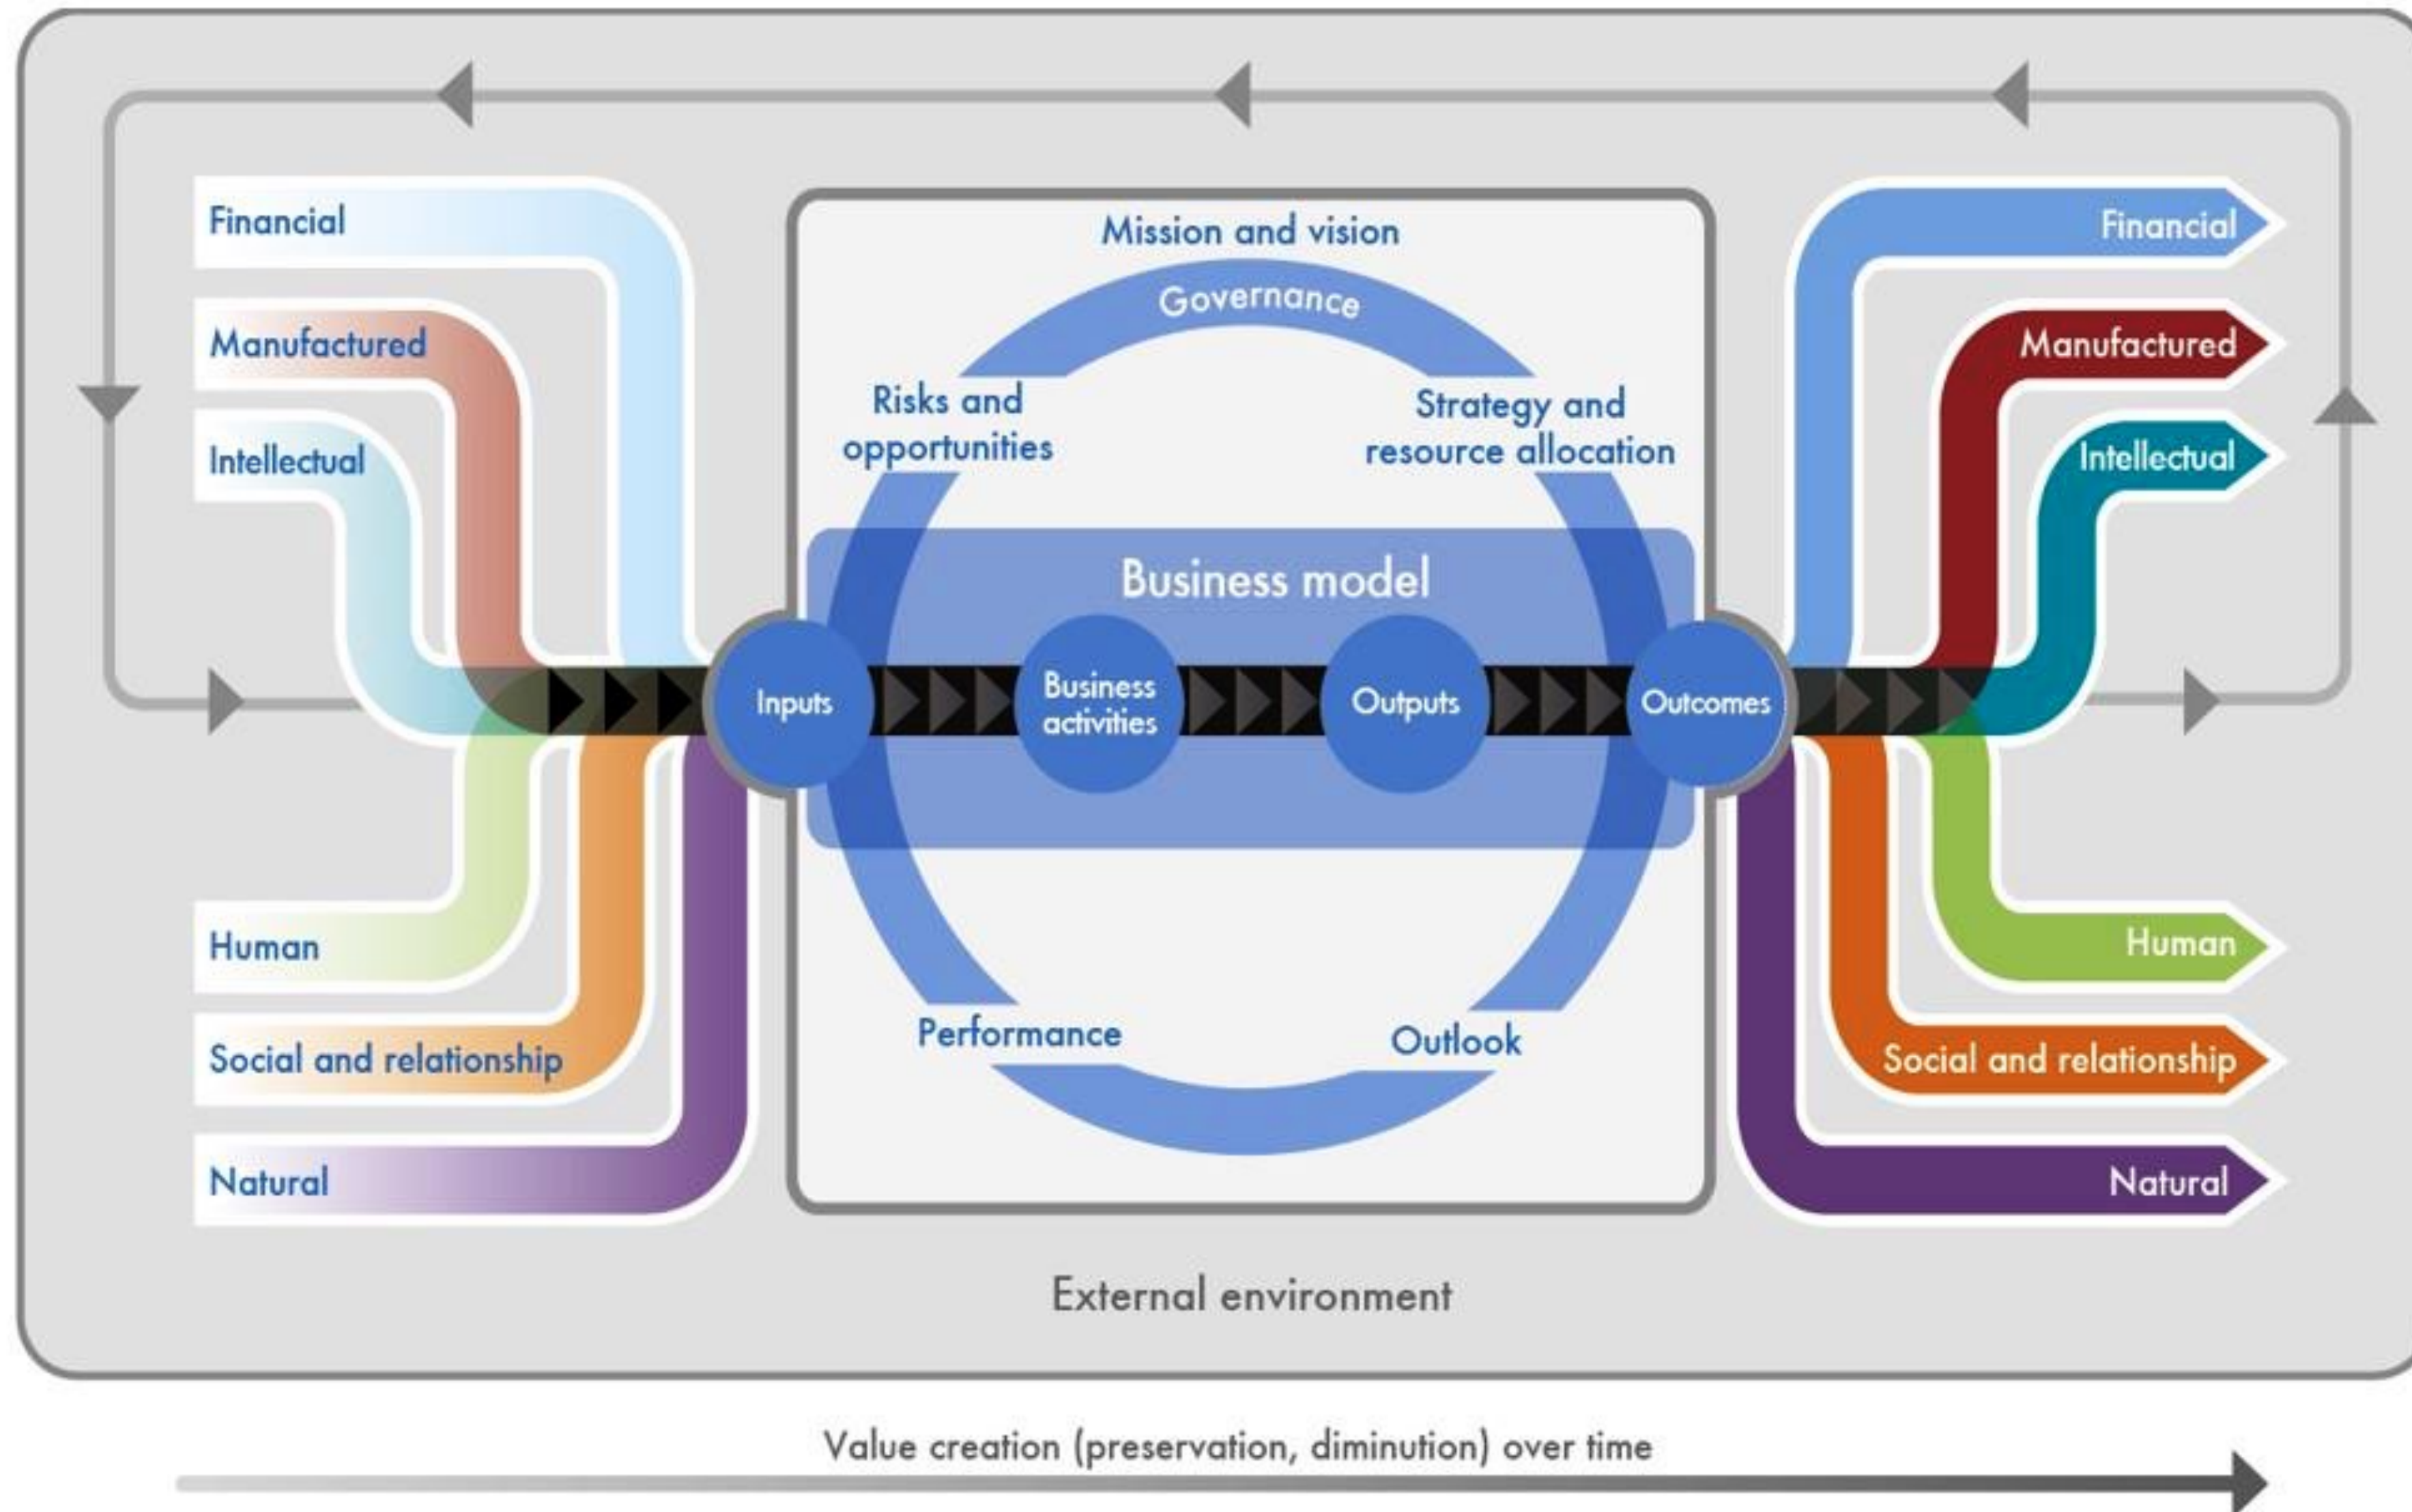 Financial
Manufactured
Intellectual
Human
Social and relationship
Natural
Mission and vision
Governance
Risks and
opportunities
Strategy and
resource allocation
Business model
Inputs
Business
activities
Outputs
Outcomes
Performance
Outlook
Financial
Manufactured
Intellectual
Human
Social and relationship
Natural
External environment
Value creation (preservation, diminution) over time